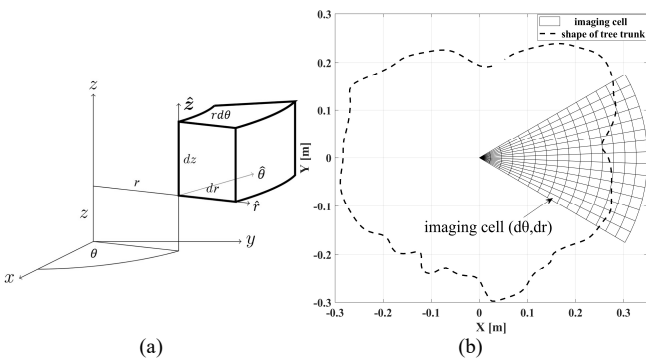 z
ẑ
rdθ
dz
θ̂
dr
r̂
r
z
y
θ
x
(a)
imaging cell
shape of tree trunk
0.3
0.2
0.1
0
-0.1
-0.2
-0.3
Y [m]
imaging cell (dθ,dr)
-0.3 -0.2 -0.1 0 0.1 0.2 0.3
X [m]
(b)